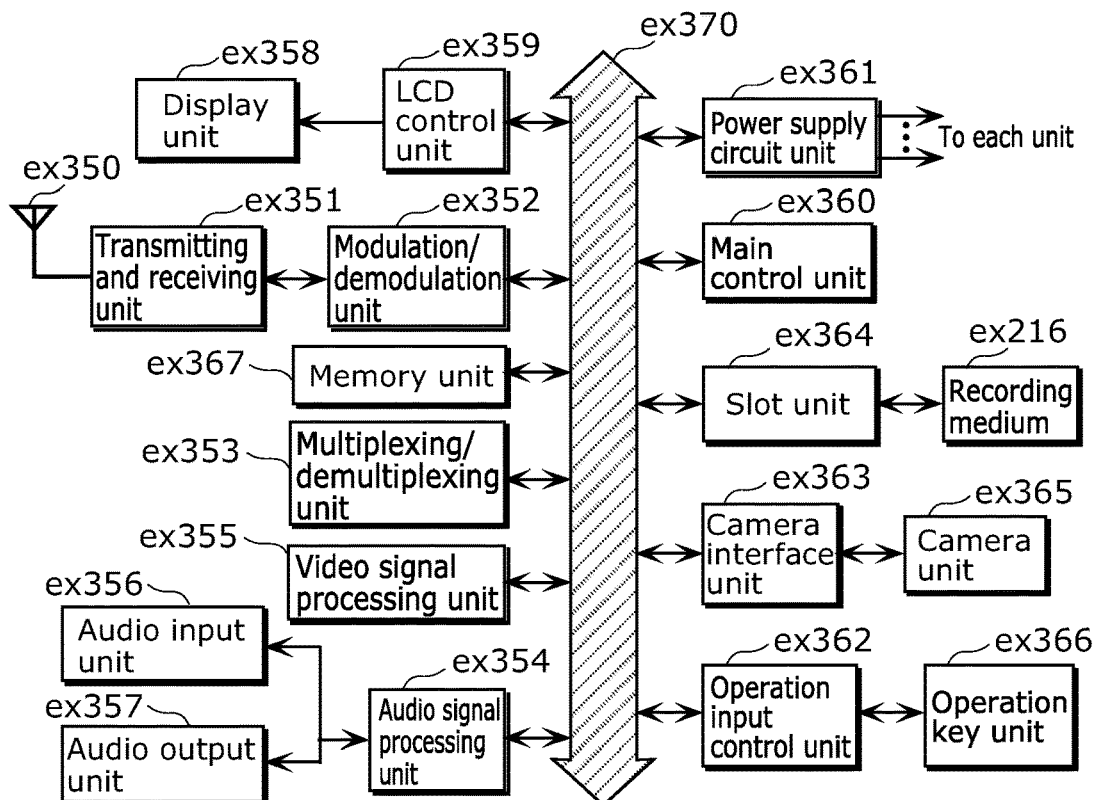 ex370
ex358
ex359
ex361
Display
unit
LCD
control
unit
Power supply
circuit unit
To each unit
ex350
ex351
ex352
ex360
Transmitting
and receiving
unit
Modulation/
demodulation
unit
Main
control unit
ex367
Memory unit
ex364
ex216
Slot unit
Recording
medium
ex353
Multiplexing/
demultiplexing
unit
ex363
ex365
Camera
interface
unit
Camera
unit
ex355
Video signal
processing unit
ex356
Audio input
unit
ex354
ex362
ex366
ex357
Audio output
unit
Audio signal
processing
unit
Operation
input
control unit
Operation
key unit